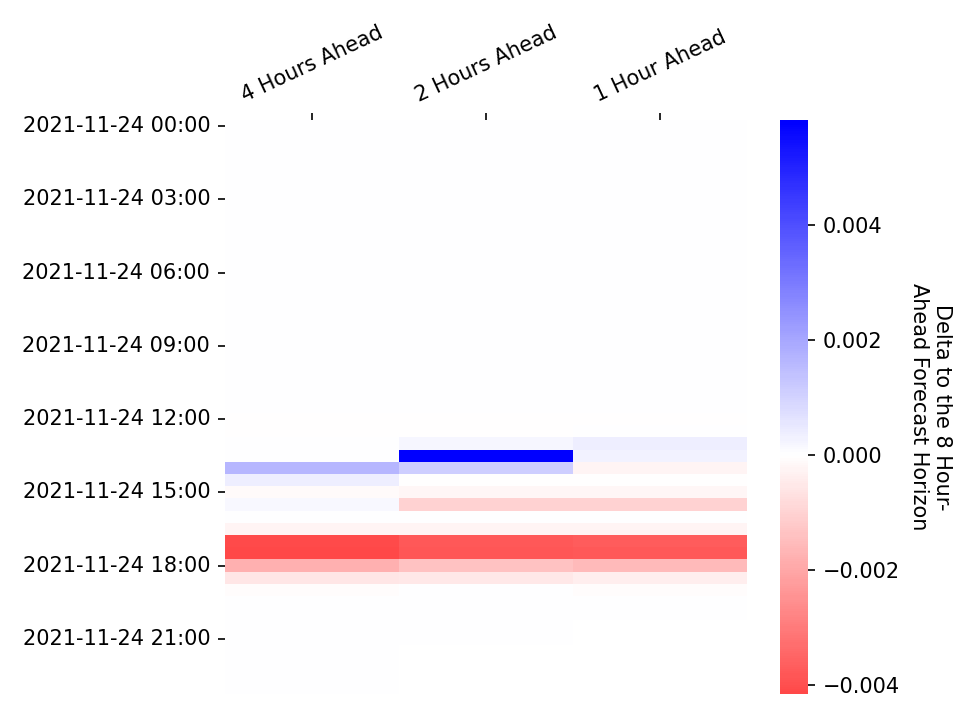 4 Hours Ahead
2 Hours Ahead
1 Hour Ahead
2021-11-24 00:00
2021-11-24 03:00
2021-11-24 06:00
2021-11-24 09:00
2021-11-24 12:00
2021-11-24 15:00
2021-11-24 18:00
2021-11-24 21:00
0.004
0.002
0.000
−0.002
−0.004
Delta to the 8 Hour-
Ahead Forecast Horizon